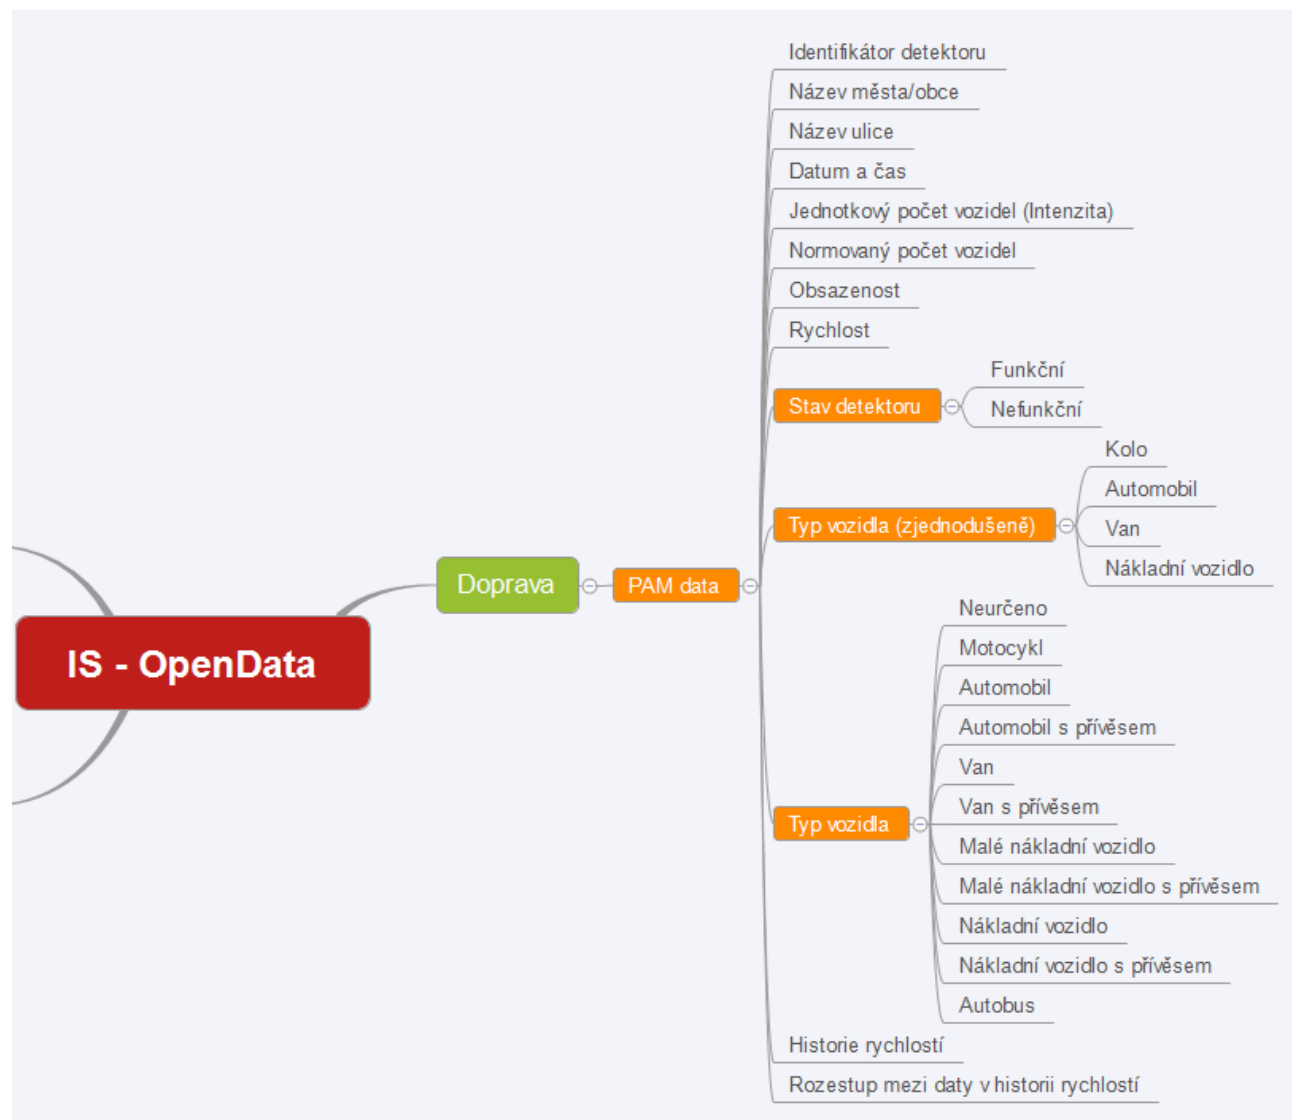 Identifikátor detektoru
Název města/obce
Název ulice
Datum a čas
Jednotkový počet vozidel (Intenzita)
Normovaný počet vozidel
Obsazenost
Rychlost
Funkční
Stav detektoru
Nefunkční
Kolo
Automobil
Typ vozidla (zjednodušeně)
Van
Nákladní vozidlo
Doprava
PAM data
Neurčeno
Motocykl
IS - OpenData
Automobil
Automobil s přívěsem
Van
Van s přívěsem
Typ vozidla
Malé nákladní vozidlo
Malé nákladní vozidlo s přívěsem
Nákladní vozidlo
Nákladní vozidlo s přívěsem
Autobus
Historie rychlostí
Rozestup mezi daty v historii rychlostí